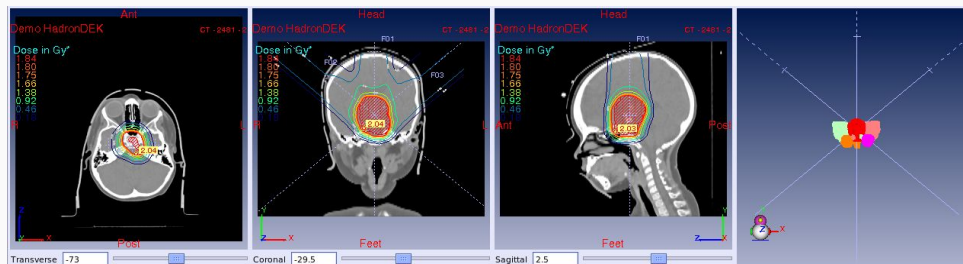 Ant
Demo HadronDEK
CT - 2461 - 2
Dose in Gy*
1.84
1.80
1.75
1.66
1.38
0.92
0.46
R
L
2.04
Post
Z
X
Transverse -73
Head
Demo HadronDEK
CT - 2461 - 2
F01
F02
F03
Dose in Gy*
1.84
1.80
1.75
1.66
1.38
0.92
0.46
R
L
2.04
Feet
Y
X
Coronal -29.5
Head
Demo HadronDEK
CT - 2461 - 2
F01
Dose in Gy*
1.84
1.80
1.75
1.66
1.38
0.92
0.46
Ant
Post
2.03
Feet
Z
Y
Sagittal 2.5
Z
X